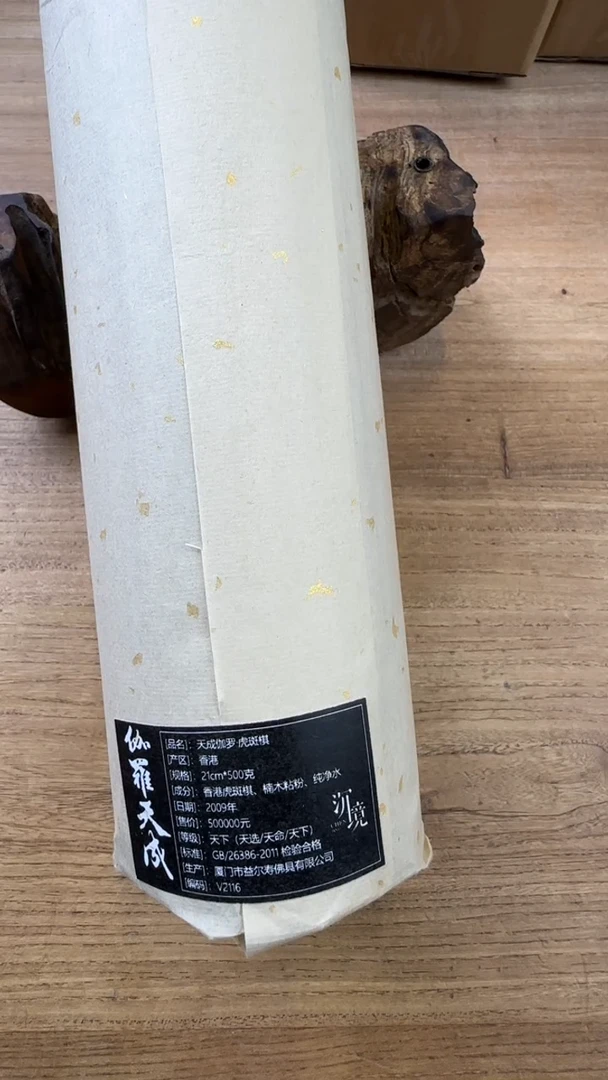 伽羅天成
[品名]：天成伽罗·虎斑棋
[产区]：香港
[规格]：21cm*500克
[成分]：香港虎斑棋、楠木粘粉、纯净水
[日期]：2009年
[售价]：500000元
[等级]：天下（天选/天命/天下）
[标准]：GB/26386-2011 检验合格
[生产]：厦门市益尔寿佛具有限公司
[编码]：V2116
沉境